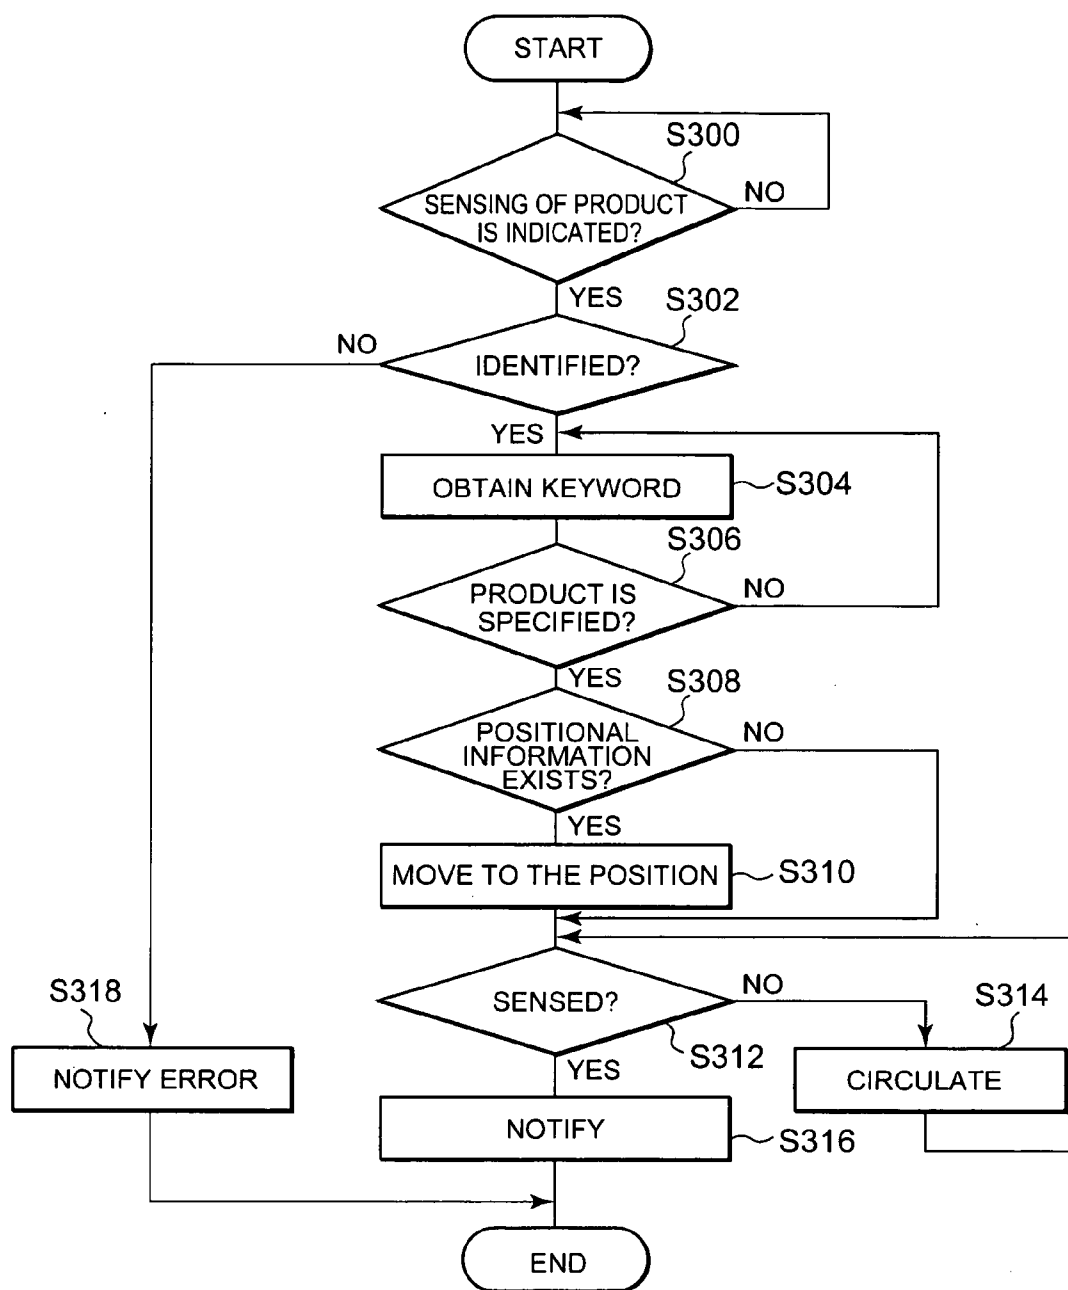 START
S300
SENSING OF PRODUCT
IS INDICATED?
NO
YES
S302
NO
IDENTIFIED?
YES
OBTAIN KEYWORD
S304
S306
PRODUCT IS
SPECIFIED?
NO
YES
S308
POSITIONAL
INFORMATION
EXISTS?
NO
YES
MOVE TO THE POSITION
S310
SENSED?
NO
S312
YES
S314
CIRCULATE
S318
NOTIFY ERROR
NOTIFY
S316
END